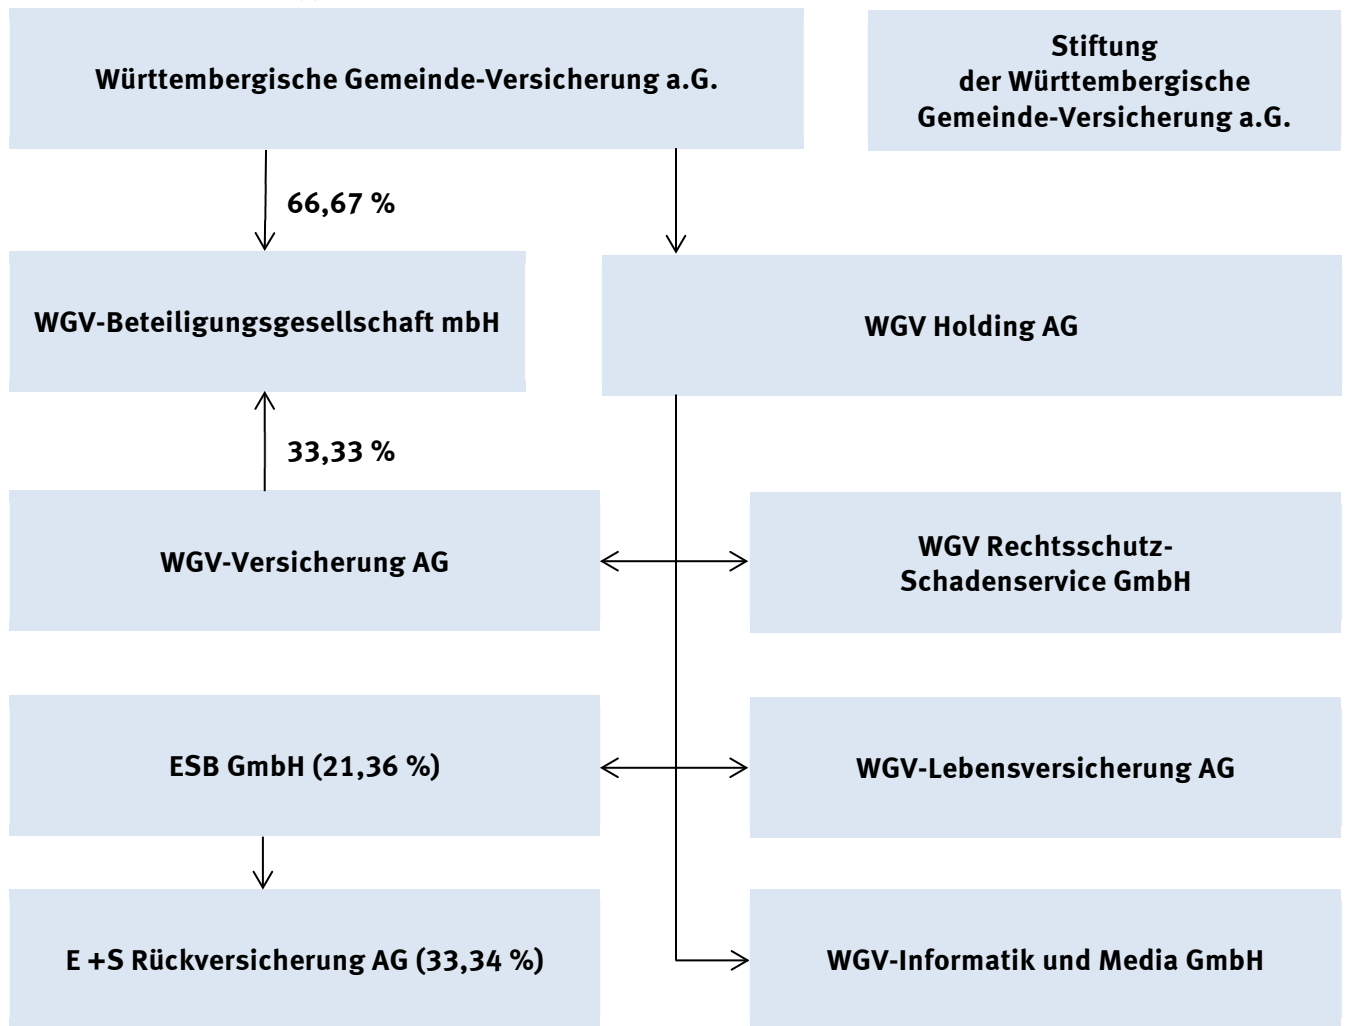 Württembergische Gemeinde-Versicherung a.G.
Stiftung
der Württembergische
Gemeinde-Versicherung a.G.
66,67 %
WGV-Beteiligungsgesellschaft mbH
WGV Holding AG
33,33 %
WGV-Versicherung AG
WGV Rechtsschutz-
Schadenservice GmbH
ESB GmbH (21,36 %)
WGV-Lebensversicherung AG
E +S Rückversicherung AG (33,34 %)
WGV-Informatik und Media GmbH